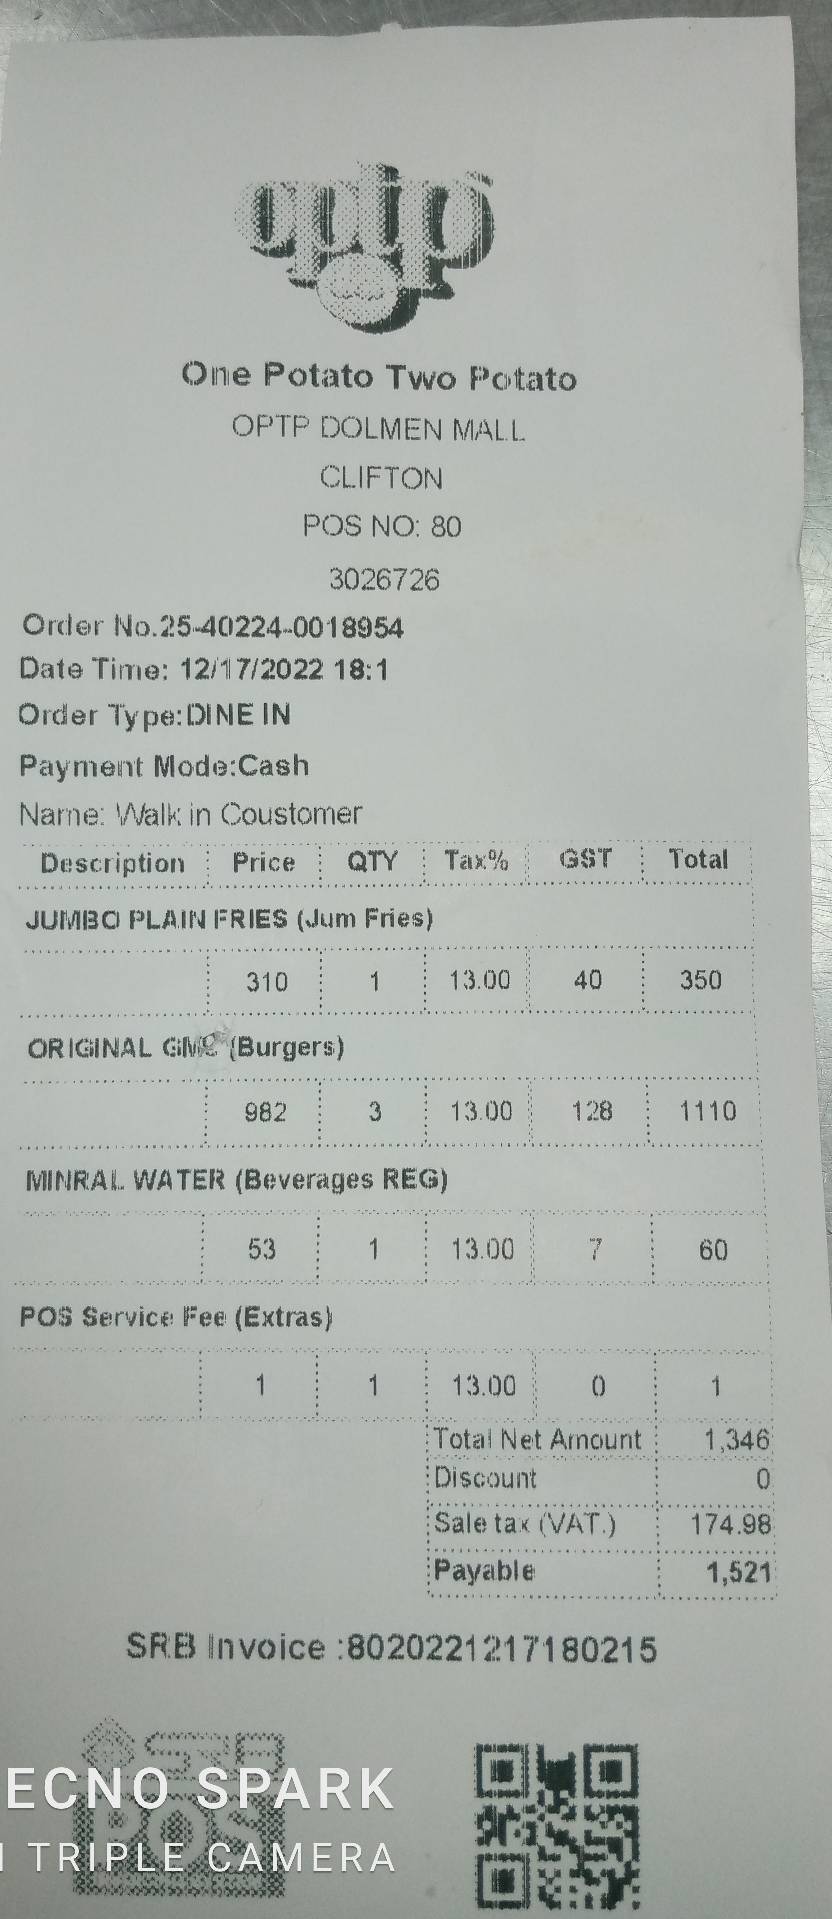 optp
One Potato Two Potato
OPTP DOLMEN MALL
CLIFTON
POS NO: 80
3026726
Order No.25-40224-0018954
Date Time: 12/17/2022 18:1
Order Type:DINE IN
Payment Mode:Cash
Name: Walk in Coustomer
Description Price QTY Tax% GST Total
JUMBO PLAIN FRIES (Jum Fries)
310 1 13.00 40 350
ORIGINAL (Burgers)
982 3 13.00 128 1110
MINRAL WATER (Beverages REG)
53 1 13.00 7 60
POS Service Fee (Extras)
1 1 13.00 0 1
Total Net Amount 1,346
Discount 0
Sale tax (VAT.) 174.98
Payable 1,521
SRB Invoice :8020221217180215
SRB
POS
ECNO SPARK
TRIPLE CAMERA